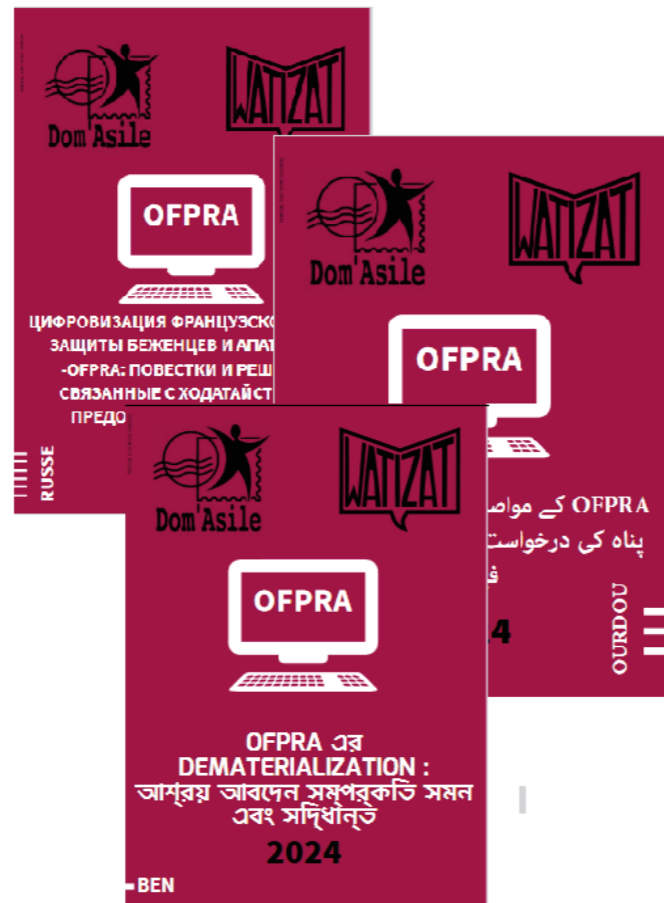 Dom'Asile
WATIZAT
OFPRA
ЦИФРОВИЗАЦИЯ ФРАНЦУЗСКО
ЗАЩИТЫ БЕЖЕНЦЕВ И АПАТ
-OFPRA: ПОВЕСТКИ И РЕШ
СВЯЗАННЫЕ С ХОДАТАЙСТ
ПРЕДО
RUSSE
Dom'Asile
WATIZAT
OFPRA
OFPRA کے مواص
پناہ کی درخواست
ف
4
OURDOU
Dom'Asile
WATIZAT
OFPRA
OFPRA এর
DEMATERIALIZATION :
আশ্রয় আবেদন সম্পর্কিত সমন
এবং সিদ্ধান্ত
2024
BEN